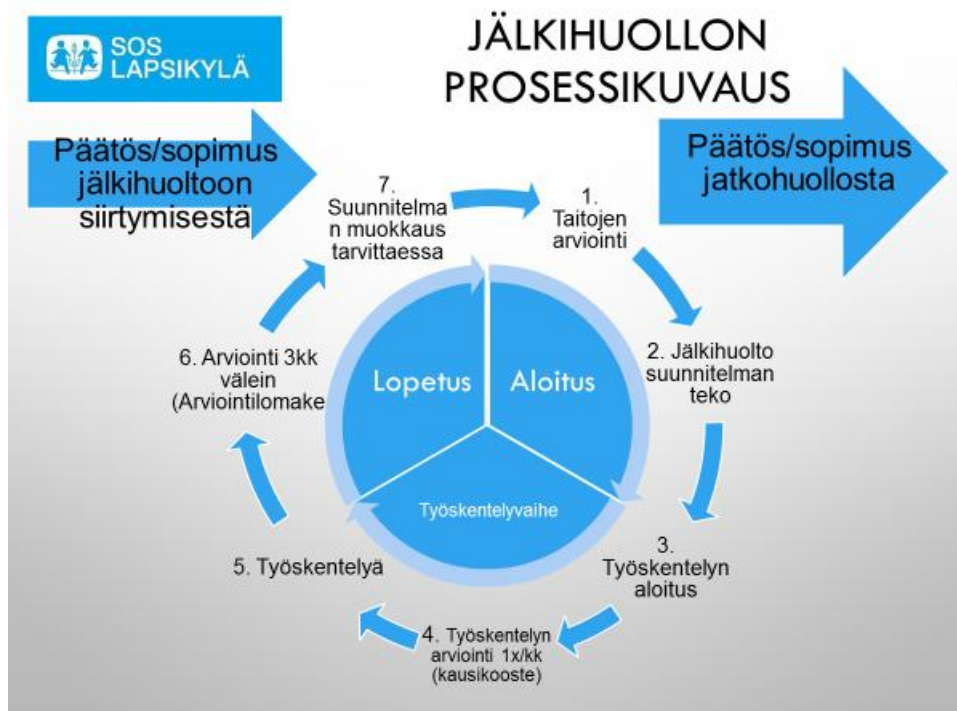 SOS
LAPSIKYLÄ
JÄLKIHUOLLON
PROSESSIKUVAUS
Päätös/sopimus
jälkihuoltoon
siirtymisestä
Päätös/sopimus
jatkohuollosta
1.
Taitojen
arviointi
2. Jälkihuolto
suunnitelman
teko
3.
Työskentelyn
aloitus
4. Työskentelyn
arviointi 1x/kk
(kausikooste)
5. Työskentelyä
6. Arviointi 3kk
välein
(Arviointilomake
7.
Suunnitelma
n muokkaus
tarvittaessa
Lopetus
Aloitus
Työskentelyvaihe